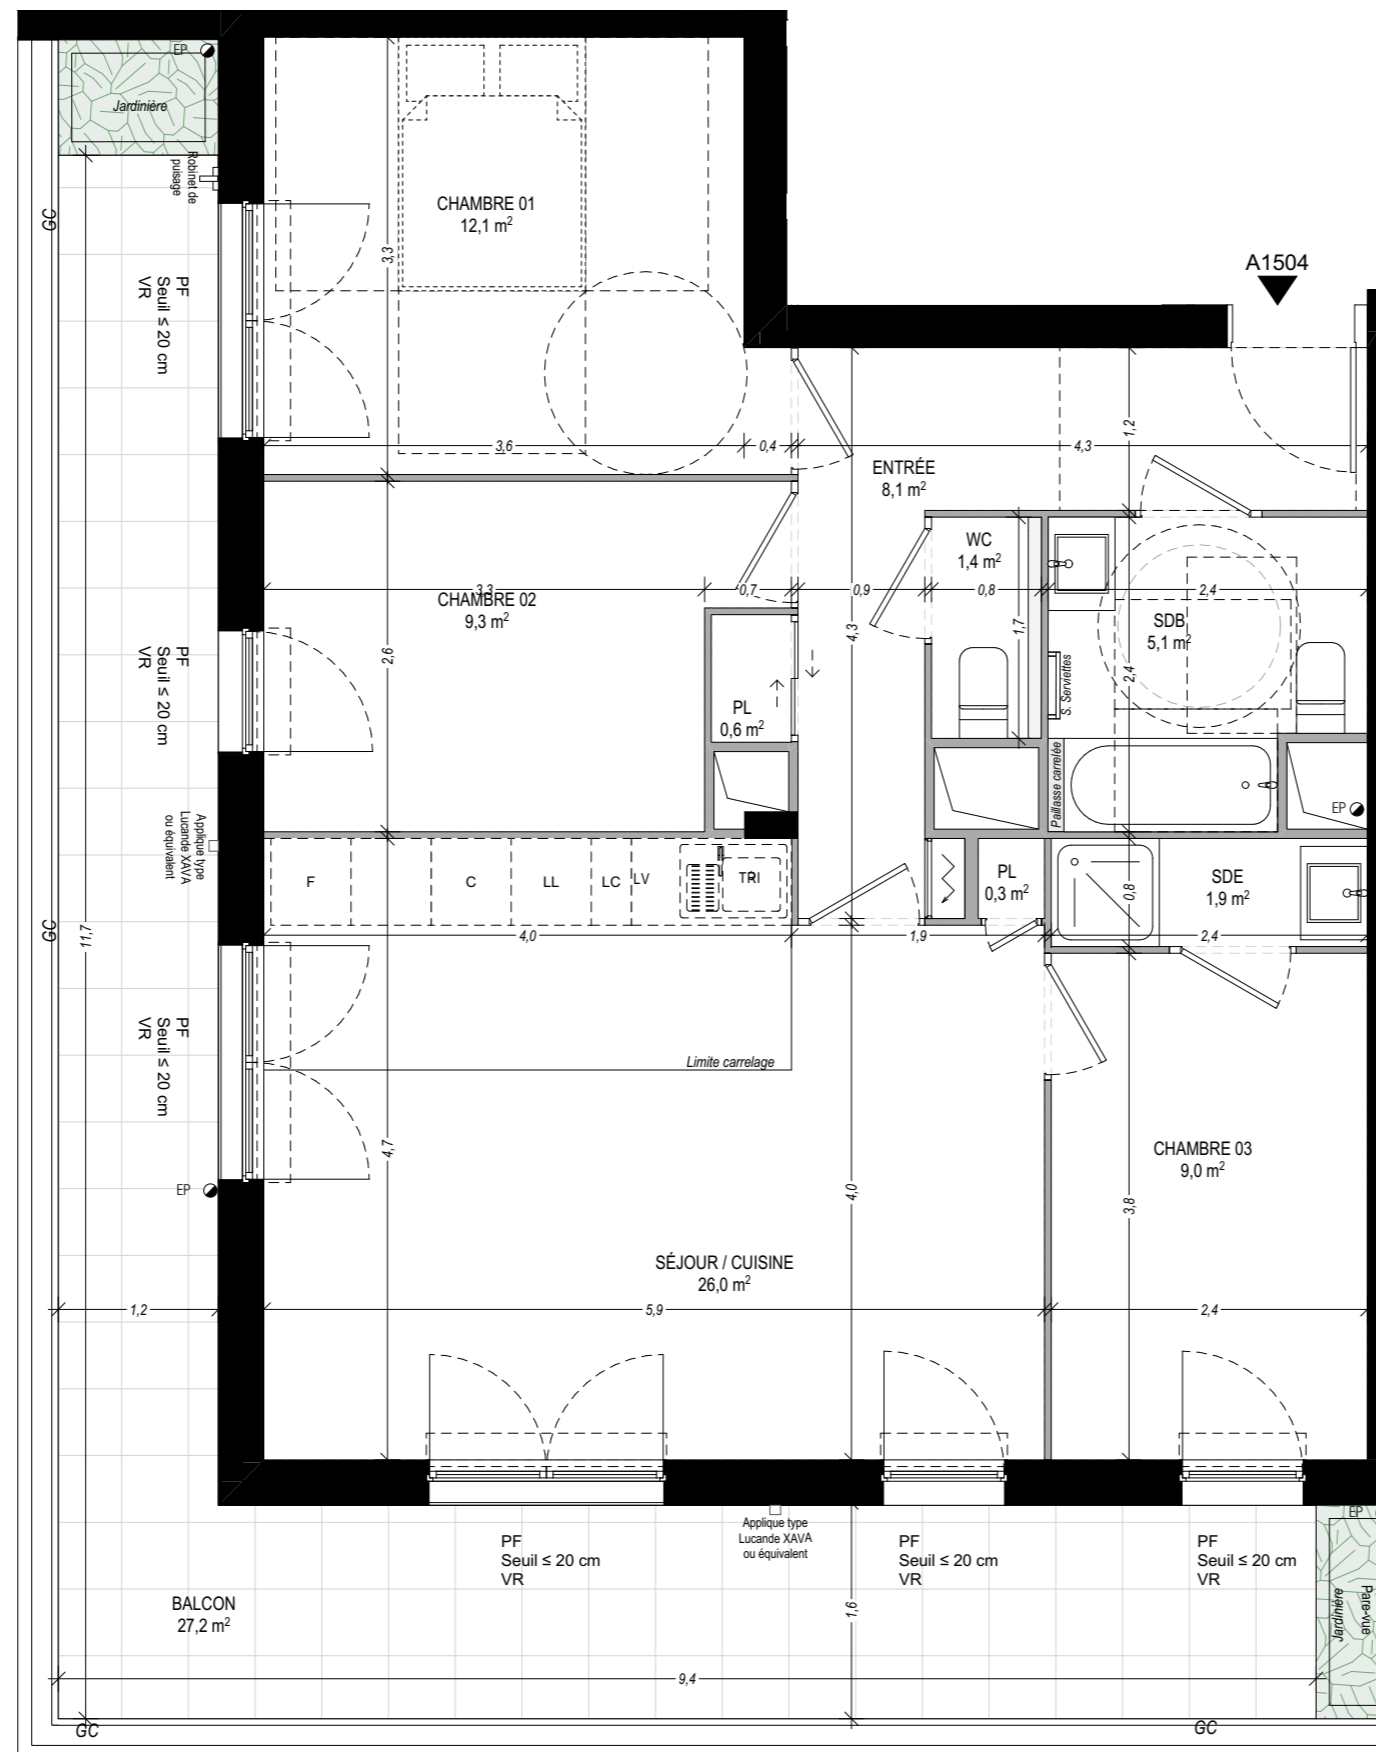 EP
Jardinière
Robinet de
puisage
GC
PF
Seuil ≤ 20 cm
VR
CHAMBRE 01
12,1 m²
3,3
3,6
0,4
A1504
1,2
4,3
ENTRÉE
8,1 m²
WC
1,4 m²
3,3
CHAMBRE 02
9,3 m²
0,7
0,9
0,8
2,4
SDB
5,1 m²
1,7
4,3
2,6
2,4
S. Serviettes
PF
Seuil ≤ 20 cm
VR
PL
0,6 m²
Paillasse carrelée
EP
Applique type
Lucande XAVA
ou équivalent
F
C
LL
LC
LV
TRI
PL
0,3 m²
0,8
SDE
1,9 m²
GC
11,7
4,0
1,9
2,4
PF
Seuil ≤ 20 cm
VR
Limite carrelage
4,7
4,0
CHAMBRE 03
9,0 m²
3,8
EP
SÉJOUR / CUISINE
26,0 m²
1,2
5,9
2,4
PF
Seuil ≤ 20 cm
VR
Applique type
Lucande XAVA
ou équivalent
PF
Seuil ≤ 20 cm
VR
PF
Seuil ≤ 20 cm
VR
EP
Jardinière
Pare-vue
BALCON
27,2 m²
1,6
9,4
GC
GC